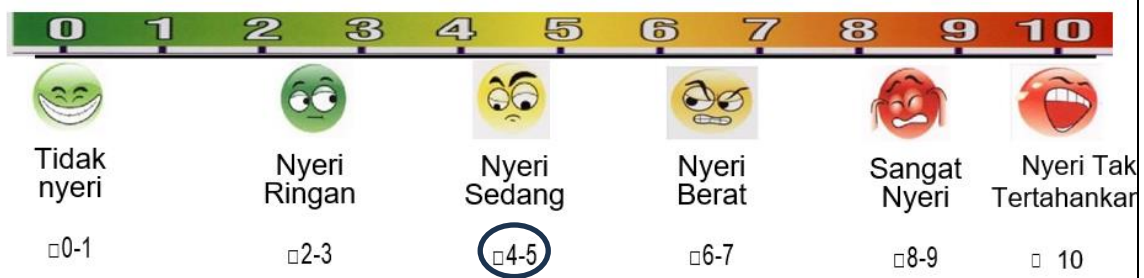 0 1 2 3 4 5 6 7 8 9 10
Tidak nyeri
Nyeri Ringan
Nyeri Sedang
Nyeri Berat
Sangat Nyeri
Nyeri Tak Tertahankan
□0-1 □2-3 □4-5 □6-7 □8-9 □ 10